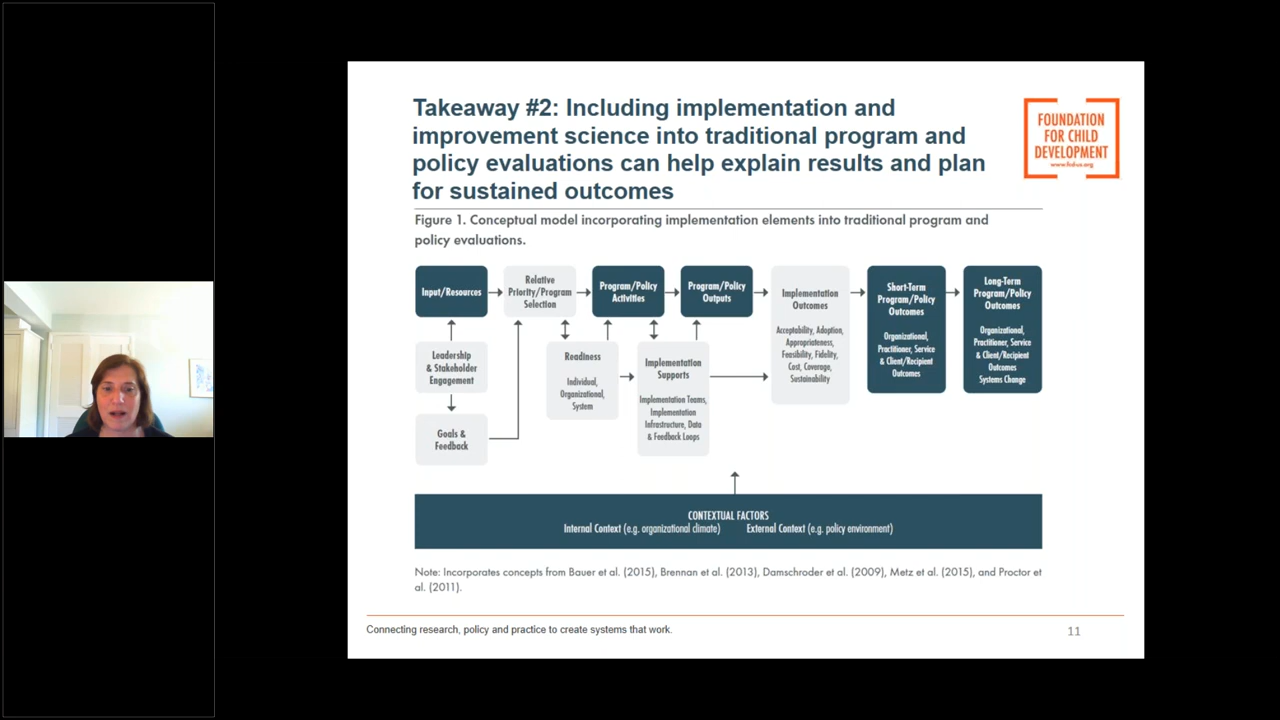 Takeaway #2: Including implementation and
improvement science into traditional program and
policy evaluations can help explain results and plan
for sustained outcomes
FOUNDATION
FOR CHILD
DEVELOPMENT
www.fcd-us.org
Figure 1. Conceptual model incorporating implementation elements into traditional program and
policy evaluations.
Input/Resources
Relative
Priority/Program
Selection
Program/Policy
Activities
Program/Policy
Outputs
Implementation
Outcomes
Acceptability, Adoption,
Appropriateness,
Feasibility, Fidelity,
Cost, Coverage,
Sustainability
Short-Term
Program/Policy
Outcomes
Organizational,
Practitioner, Service
& Client/Recipient
Outcomes
Long-Term
Program/Policy
Outcomes
Organizational,
Practitioner, Service
& Client/Recipient
Outcomes
Systems Change
Leadership
& Stakeholder
Engagement
Goals &
Feedback
Readiness
Individual,
Organizational,
System
Implementation
Supports
Implementation Teams,
Implementation
Infrastructure, Data
& Feedback Loops
CONTEXTUAL FACTORS
Internal Context (e.g. organizational climate) External Context (e.g. policy environment)
Note: Incorporates concepts from Bauer et al. (2015), Brennan et al. (2013), Damschroder et al. (2009), Metz et al. (2015), and Proctor et
al. (2011).
Connecting research, policy and practice to create systems that work.
11